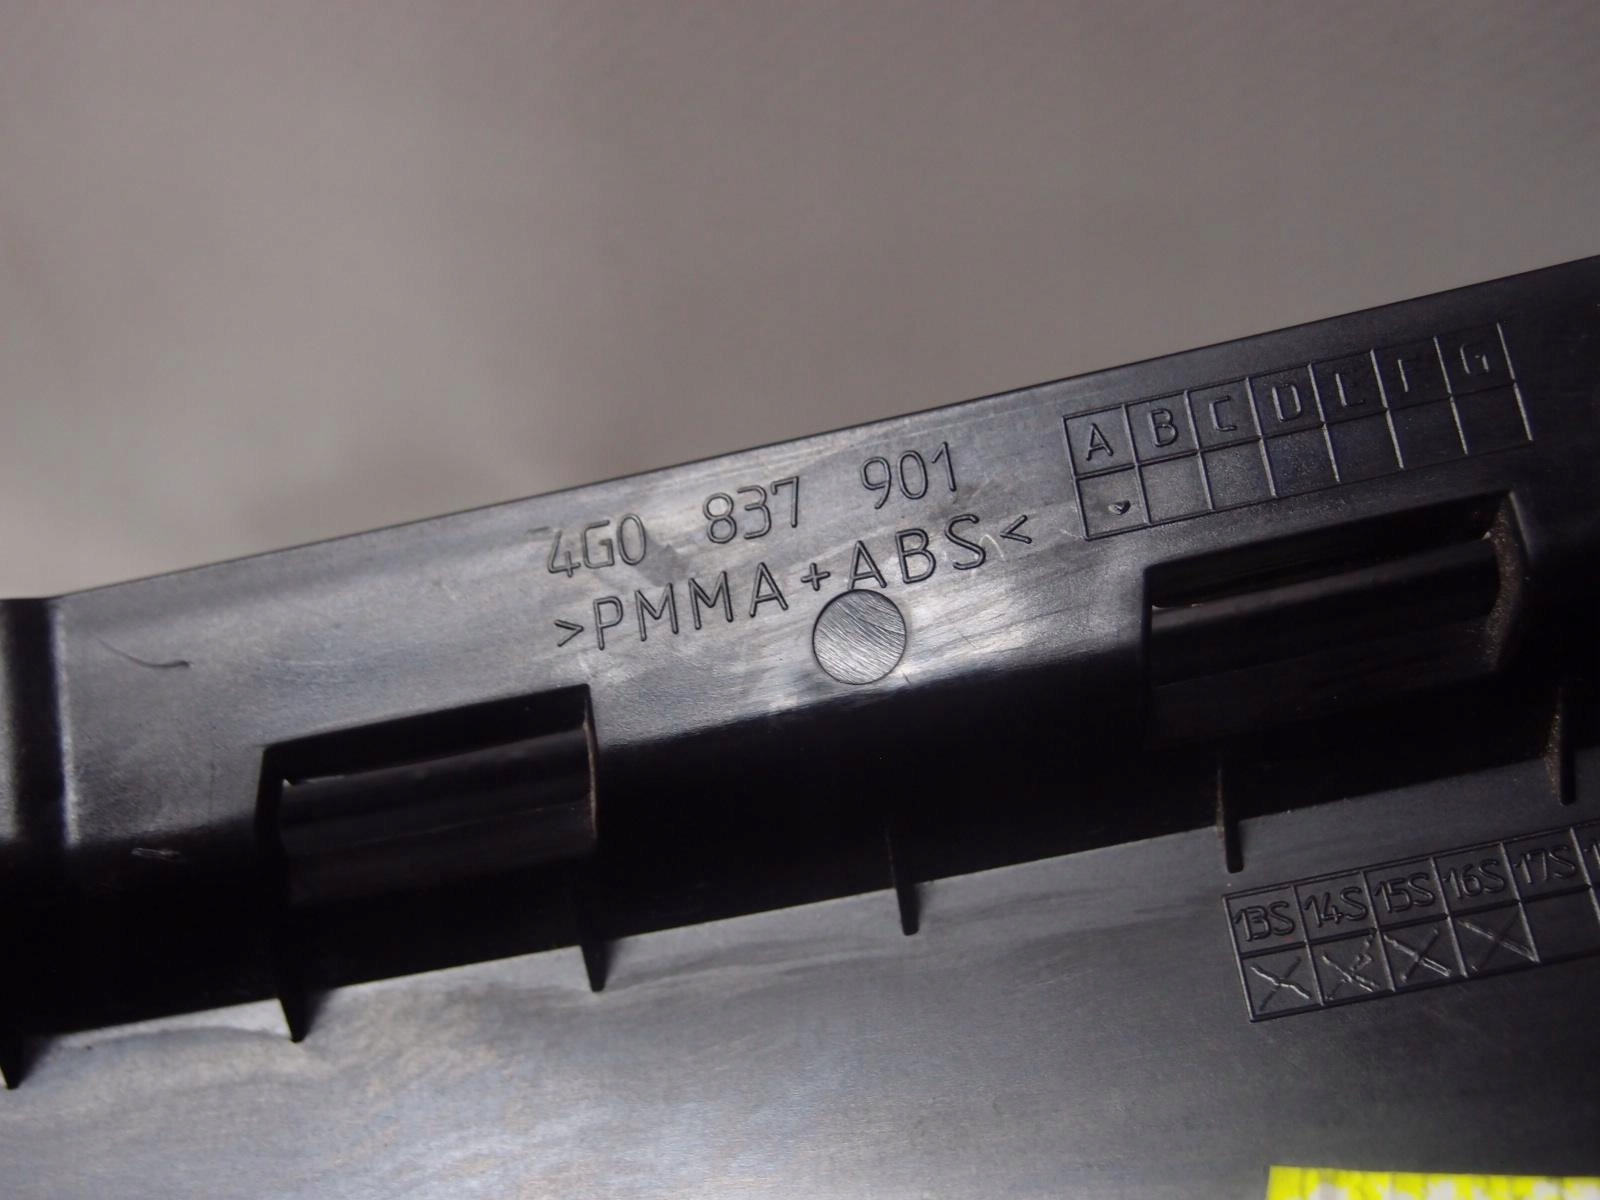 A B C D E F G
4G0 837 901
>PMMA+ABS<
13S 14S 15S 16S 17S